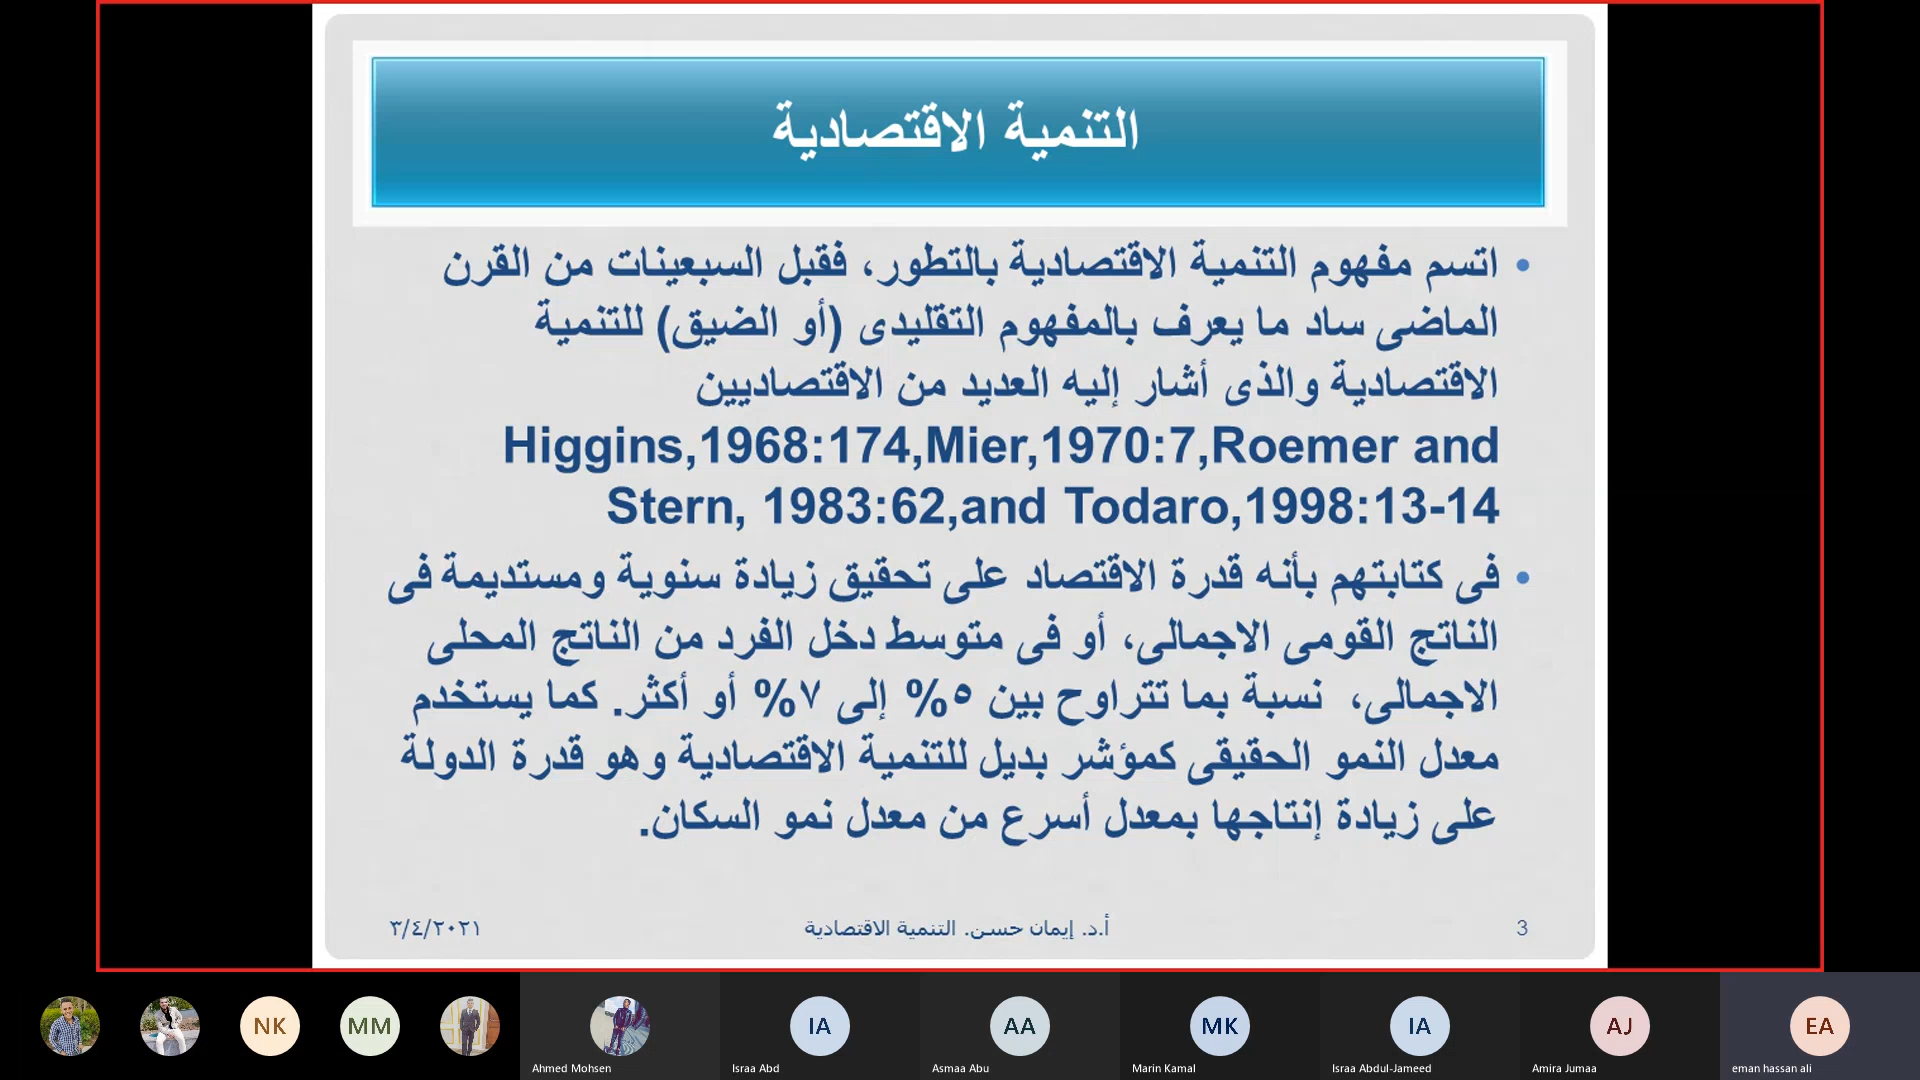 التنمية الاقتصادية
• اتسم مفهوم التنمية الاقتصادية بالتطور، فقبل السبعينات من القرن
الماضى ساد ما يعرف بالمفهوم التقليدى (أو الضيق) للتنمية
الاقتصادية والذى أشار إليه العديد من الاقتصاديين
Higgins,1968:174,Mier,1970:7,Roemer and
Stern, 1983:62,and Todaro,1998:13-14
• فى كتابتهم بأنه قدرة الاقتصاد على تحقيق زيادة سنوية ومستديمة فى
الناتج القومى الاجمالى، أو فى متوسط دخل الفرد من الناتج المحلى
الاجمالى، نسبة بما تتراوح بين ٥% إلى ٧% أو أكثر. كما يستخدم
معدل النمو الحقيقى كمؤشر بديل للتنمية الاقتصادية وهو قدرة الدولة
على زيادة إنتاجها بمعدل أسرع من معدل نمو السكان.
3
أ.د. إيمان حسن. التنمية الاقتصادية
٣/٤/٢٠٢١
NK
MM
Ahmed Mohsen
IA
Israa Abd
AA
Asmaa Abu
MK
Marin Kamal
IA
Israa Abdul-Jameed
AJ
Amira Jumaa
EA
eman hassan ali